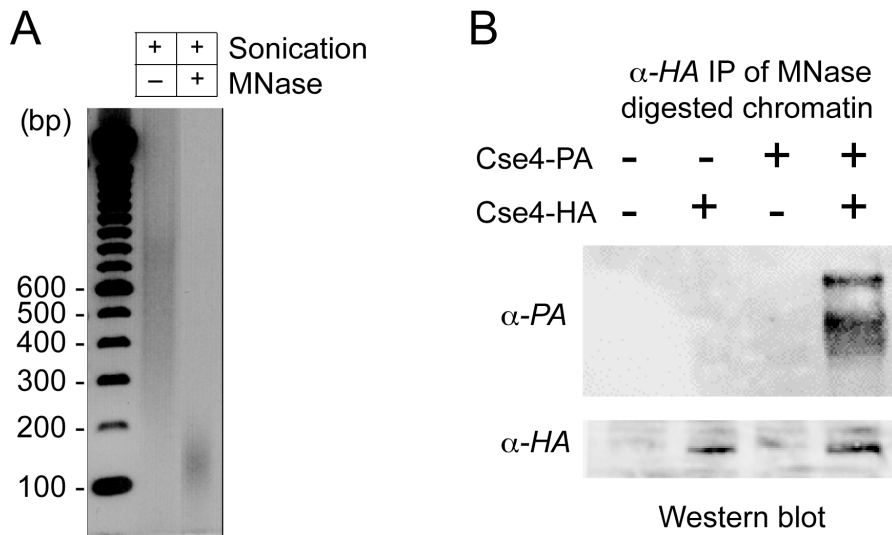 A
+ + Sonication
– + MNase
(bp)
600 -
500 -
400 -
300 -
200 -
100 -
B
α-HA IP of MNase
digested chromatin
Cse4-PA - - + +
Cse4-HA - + - +
α-PA
α-HA
Western blot